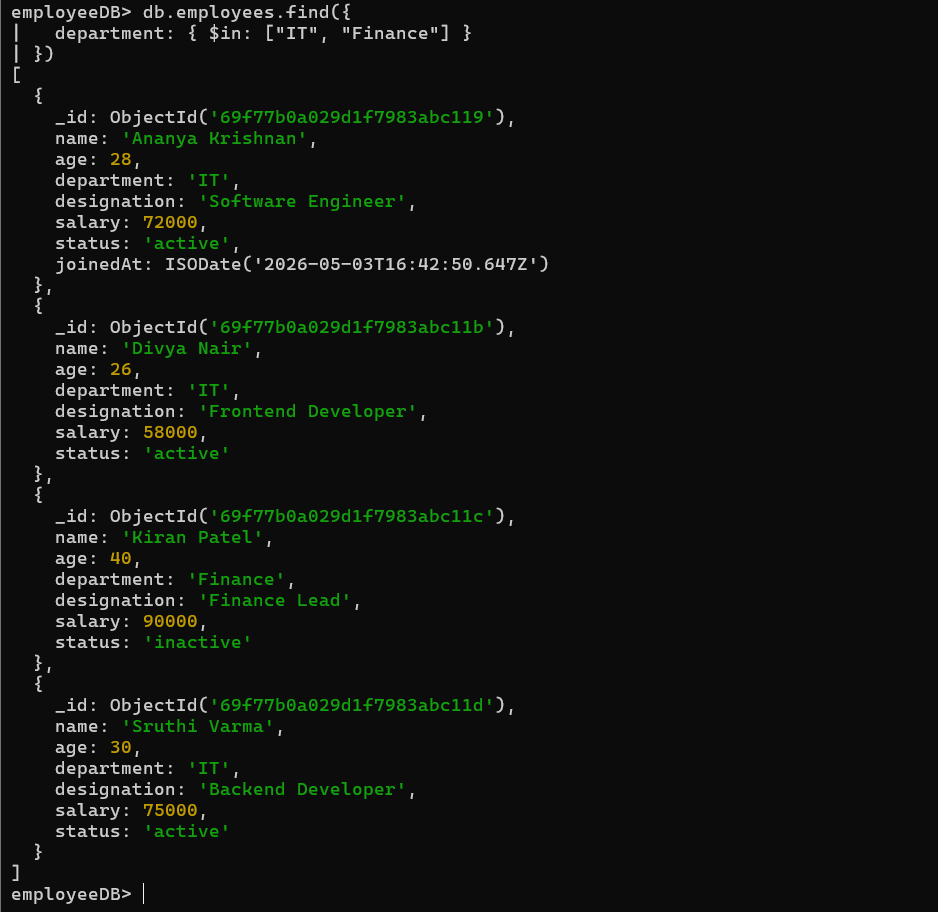 employeeDB> db.employees.find({
|   department: { $in: ["IT", "Finance"] }
| })
[
  {
    _id: ObjectId('69f77b0a029d1f7983abc119'),
    name: 'Ananya Krishnan',
    age: 28,
    department: 'IT',
    designation: 'Software Engineer',
    salary: 72000,
    status: 'active',
    joinedAt: ISODate('2026-05-03T16:42:50.647Z')
  },
  {
    _id: ObjectId('69f77b0a029d1f7983abc11b'),
    name: 'Divya Nair',
    age: 26,
    department: 'IT',
    designation: 'Frontend Developer',
    salary: 58000,
    status: 'active'
  },
  {
    _id: ObjectId('69f77b0a029d1f7983abc11c'),
    name: 'Kiran Patel',
    age: 40,
    department: 'Finance',
    designation: 'Finance Lead',
    salary: 90000,
    status: 'inactive'
  },
  {
    _id: ObjectId('69f77b0a029d1f7983abc11d'),
    name: 'Sruthi Varma',
    age: 30,
    department: 'IT',
    designation: 'Backend Developer',
    salary: 75000,
    status: 'active'
  }
]
employeeDB>